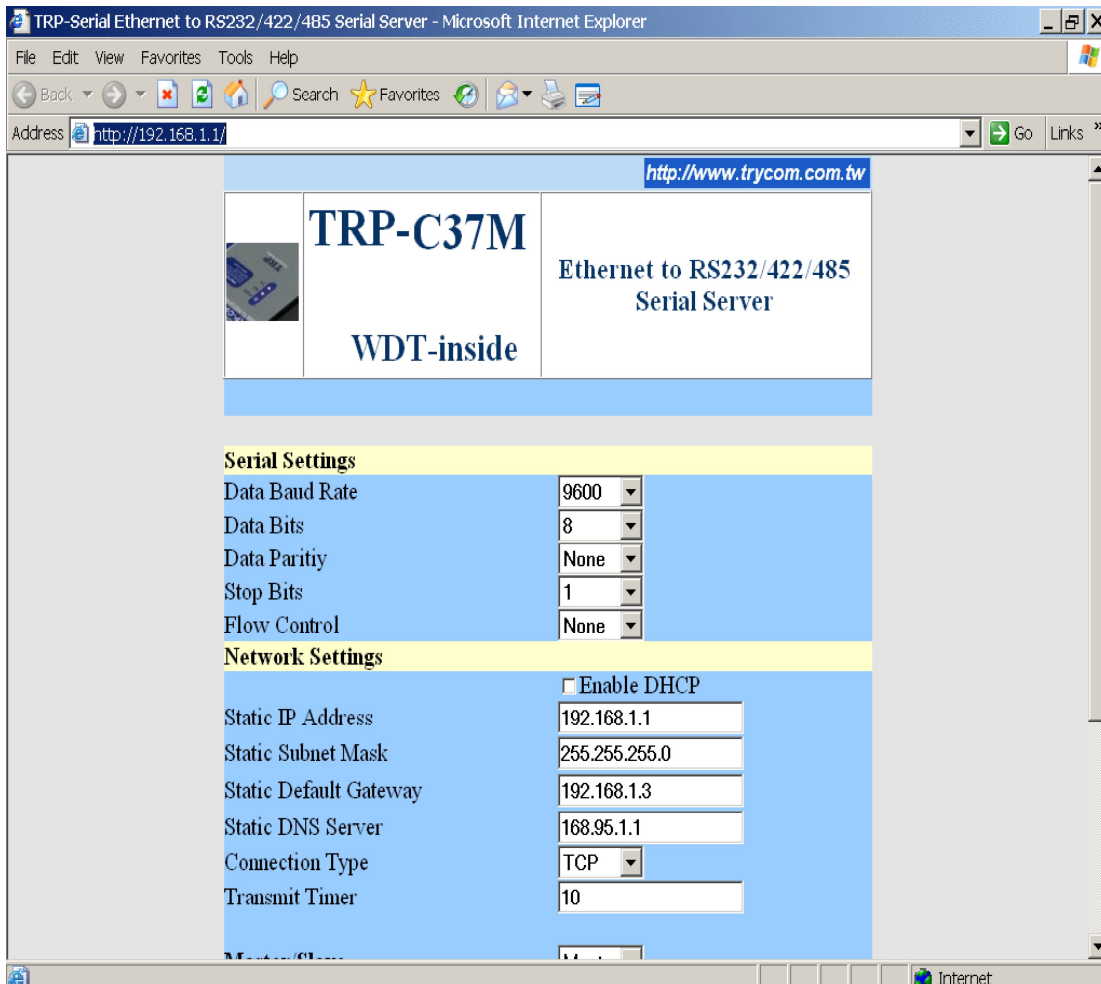 TRP-Serial Ethernet to RS232/422/485 Serial Server - Microsoft Internet Explorer
File Edit View Favorites Tools Help
Back Search Favorites
Address http://192.168.1.1/ Go Links »
http://www.trycom.com.tw
TRP-C37M
WDT-inside
Ethernet to RS232/422/485
Serial Server
Serial Settings
Data Baud Rate 9600
Data Bits 8
Data Paritiy None
Stop Bits 1
Flow Control None
Network Settings
Enable DHCP
Static IP Address 192.168.1.1
Static Subnet Mask 255.255.255.0
Static Default Gateway 192.168.1.3
Static DNS Server 168.95.1.1
Connection Type TCP
Transmit Timer 10
Master/Slave
Internet